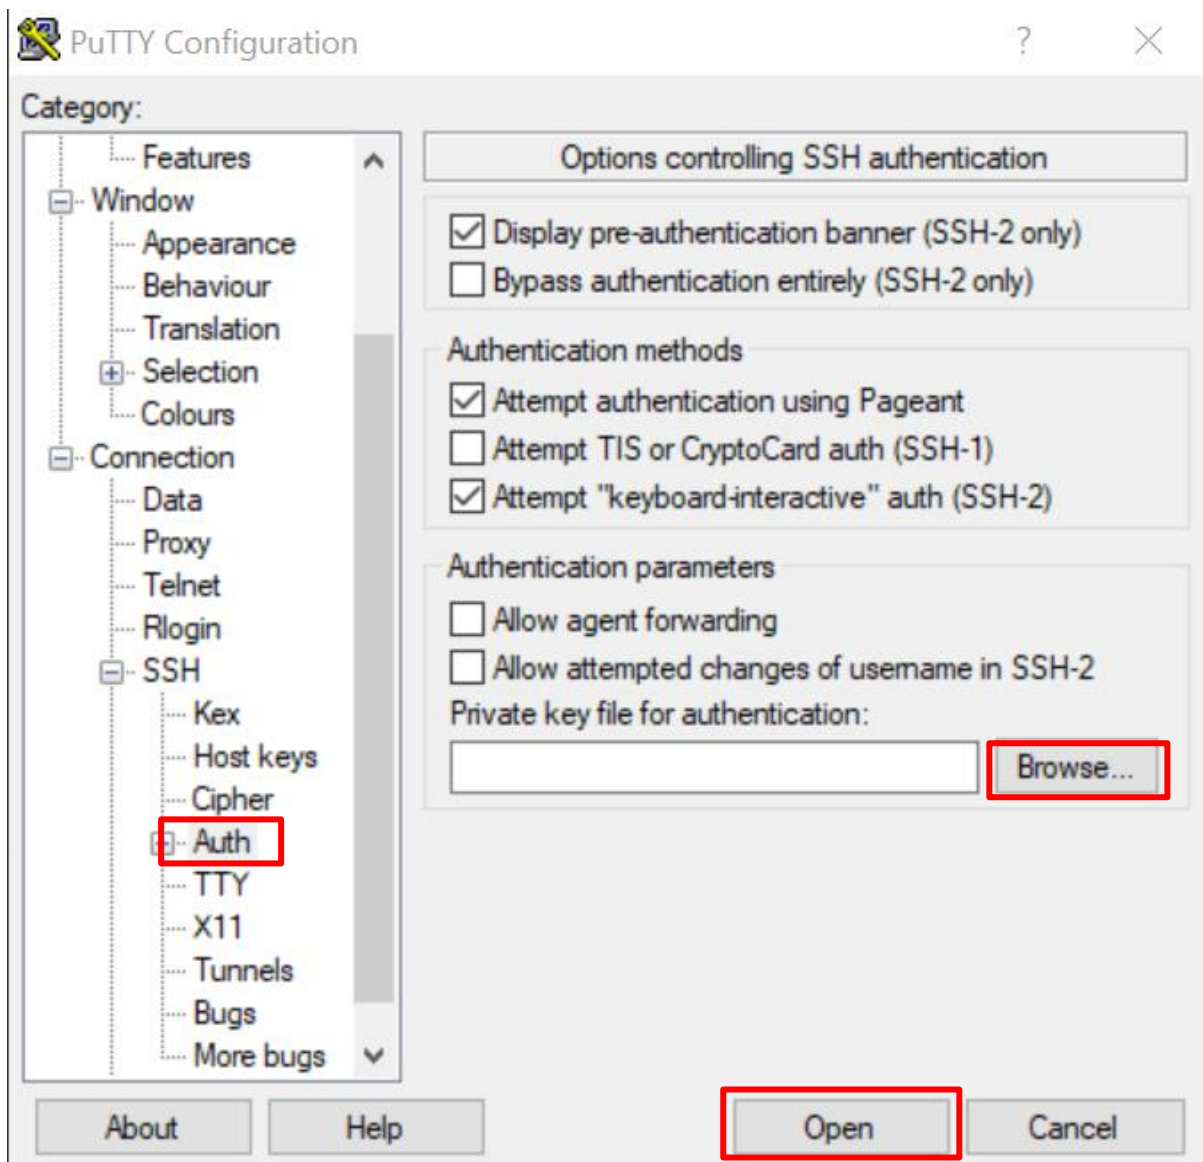 PuTTY Configuration
Category:
Features
Window
Appearance
Behaviour
Translation
Selection
Colours
Connection
Data
Proxy
Telnet
Rlogin
SSH
Kex
Host keys
Cipher
Auth
TTY
X11
Tunnels
Bugs
More bugs
Options controlling SSH authentication
Display pre-authentication banner (SSH-2 only)
Bypass authentication entirely (SSH-2 only)
Authentication methods
Attempt authentication using Pageant
Attempt TIS or CryptoCard auth (SSH-1)
Attempt "keyboard-interactive" auth (SSH-2)
Authentication parameters
Allow agent forwarding
Allow attempted changes of username in SSH-2
Private key file for authentication:
Browse...
About
Help
Open
Cancel